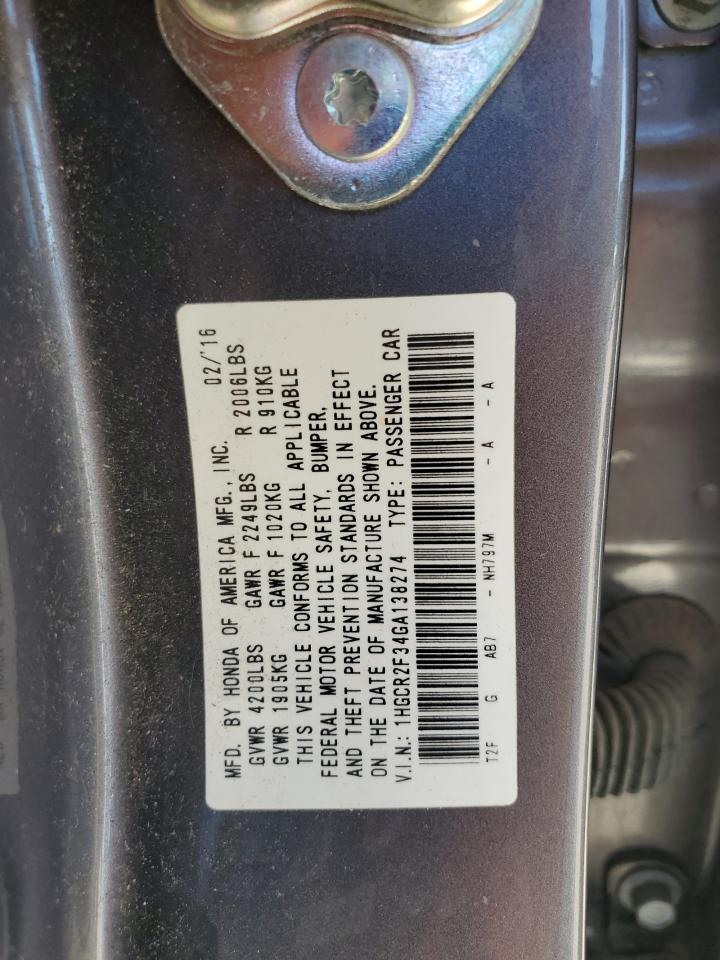 MFD. BY HONDA OF AMERICA MFG., INC. 02/'16
GVWR 4200LBS GAWR F 2249LBS R 2006LBS
GVWR 1905KG GAWR F 1020KG R 910KG
THIS VEHICLE CONFORMS TO ALL APPLICABLE
FEDERAL MOTOR VEHICLE SAFETY, BUMPER,
AND THEFT PREVENTION STANDARDS IN EFFECT
ON THE DATE OF MANUFACTURE SHOWN ABOVE.
V.I.N.: 1HGCR2F34GA138274 TYPE: PASSENGER CAR
T2F G AB7 - NH797M - A - A